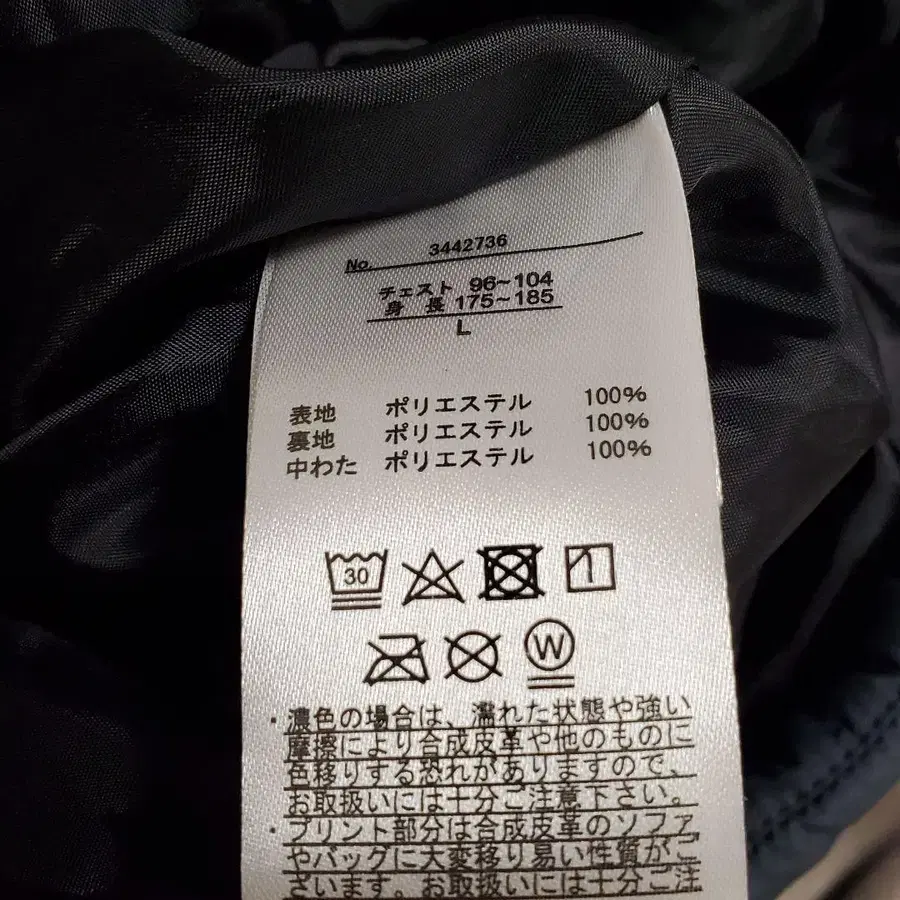 No. 3442736
チェスト 96~104
身長 175~185
L
表地 ポリエステル 100%
裏地 ポリエステル 100%
中わた ポリエステル 100%
30
W
・濃色の場合は、濡れた状態や強い
摩擦により合成皮革や他のものに
色移りする恐れがありますので、
お取扱いには十分ご注意下さい。
・プリント部分は合成皮革のソファ
やバッグに大変移り易い性質がご
ざいます。お取扱いには十分ご注